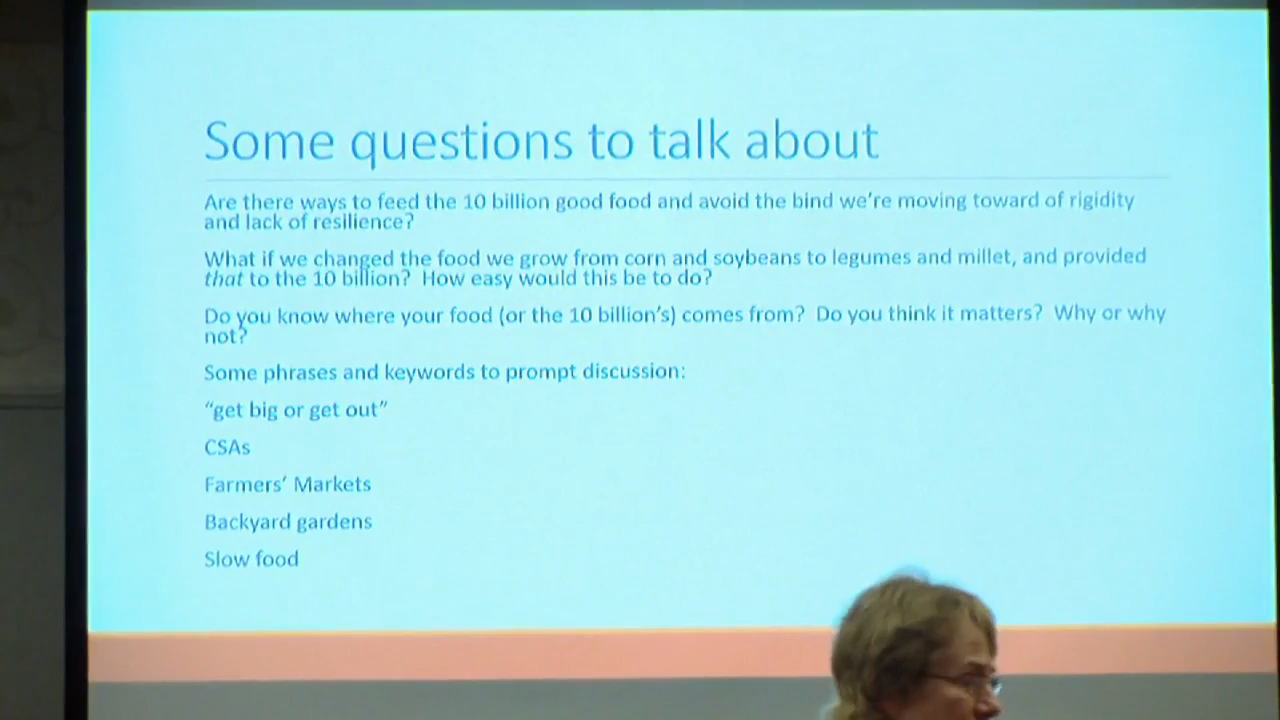 Some questions to talk about
Are there ways to feed the 10 billion good food and avoid the bind we’re moving toward of rigidity
and lack of resilience?
What if we changed the food we grow from corn and soybeans to legumes and millet, and provided
that to the 10 billion?  How easy would this be to do?
Do you know where your food (or the 10 billion’s) comes from?  Do you think it matters?  Why or why
not?
Some phrases and keywords to prompt discussion:
“get big or get out”
CSAs
Farmers’ Markets
Backyard gardens
Slow food